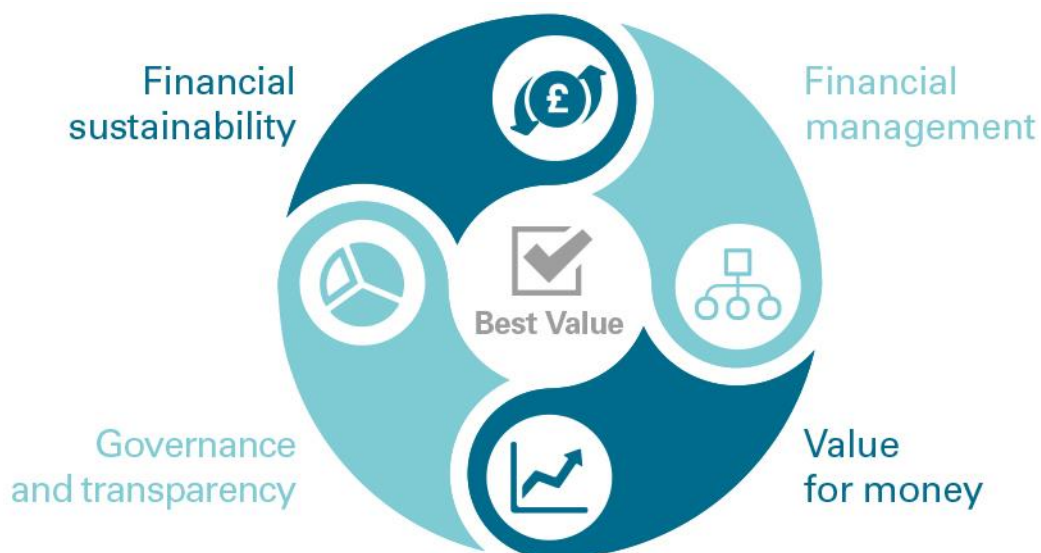 Financial
sustainability
Financial
management
£
Best Value
Governance
and transparency
Value
for money